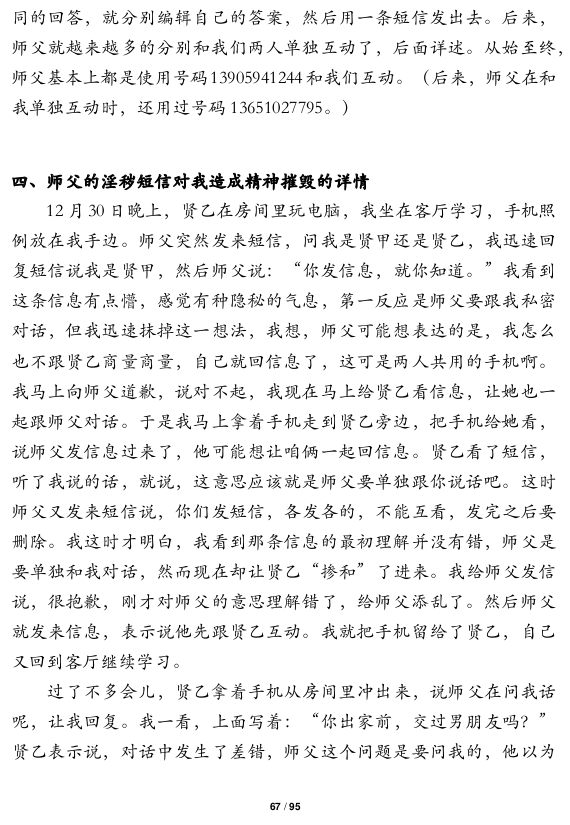 同的回答，就分别编辑自己的答案，然后用一条短信发出去。后来，
师父就越来越多的分别和我们两人单独互动了，后面详述。从始至终，
师父基本上都是使用号码13905941244和我们互动。（后来，师父在和
我单独互动时，还用过号码 13651027795。）
四、师父的淫秽短信对我造成精神摧毁的详情
12 月 30 日晚上，贤乙在房间里玩电脑，我坐在客厅学习，手机照
例放在我手边。师父突然发来短信，问我是贤甲还是贤乙，我迅速回
复短信说我是贤甲，然后师父说：“你发信息，就你知道。”我看到
这条信息有点懵，感觉有种隐秘的气息，第一反应是师父要跟我私密
对话，但我迅速抹掉这一想法，我想，师父可能想表达的是，我怎么
也不跟贤乙商量商量，自己就回信息了，这可是两人共用的手机啊。
我马上向师父道歉，说对不起，我现在马上给贤乙看信息，让她也一
起跟师父对话。于是我马上拿着手机走到贤乙旁边，把手机给她看，
说师父发信息过来了，他可能想让咱俩一起回信息。贤乙看了短信，
听了我说的话，就说，这意思应该就是师父要单独跟你说话吧。这时
师父又发来短信说，你们发短信，各发各的，不能互看，发完之后要
删除。我这时才明白，我看到那条信息的最初理解并没有错，师父是
要单独和我对话，然而现在却让贤乙“掺和”了进来。我给师父发信
说，很抱歉，刚才对师父的意思理解错了，给师父添乱了。然后师父
就发来信息，表示说他先跟贤乙互动。我就把手机留给了贤乙，自己
又回到客厅继续学习。
过了不多会儿，贤乙拿着手机从房间里冲出来，说师父在问我话
呢，让我回复。我一看，上面写着：“你出家前，交过男朋友吗？”
贤乙表示说，对话中发生了差错，师父这个问题是要问我的，他以为
67 / 95